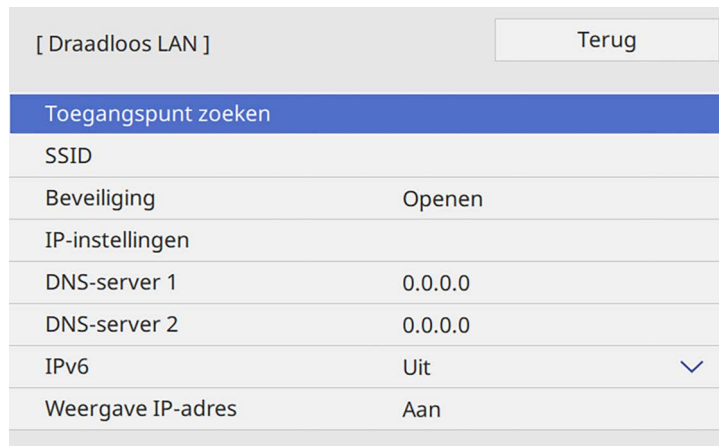 [ Draadloos LAN ]
Terug
Toegangspunt zoeken
SSID
Beveiliging Openen
IP-instellingen
DNS-server 1 0.0.0.0
DNS-server 2 0.0.0.0
IPv6 Uit
Weergave IP-adres Aan